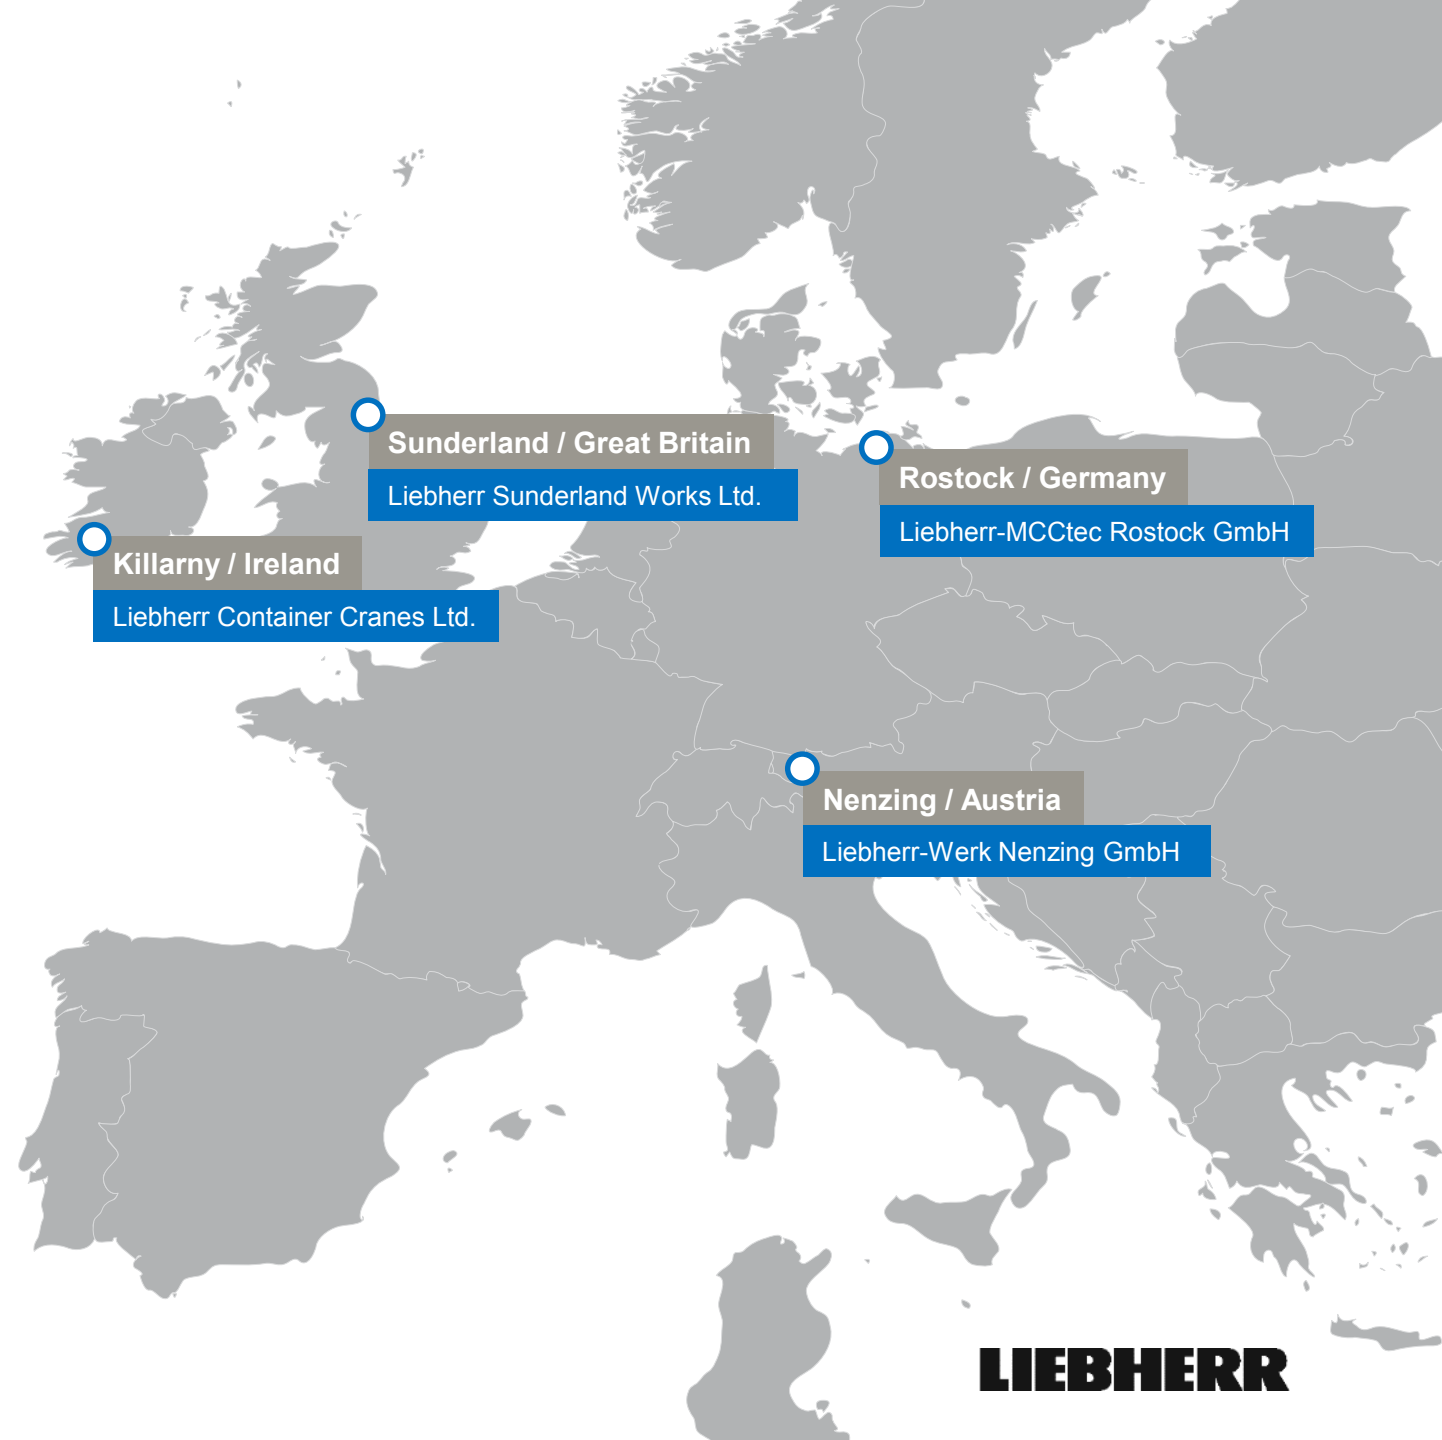 Sunderland / Great Britain
Liebherr Sunderland Works Ltd.
Rostock / Germany
Liebherr-MCCtec Rostock GmbH
Killarny / Ireland
Liebherr Container Cranes Ltd.
Nenzing / Austria
Liebherr-Werk Nenzing GmbH
LIEBHERR